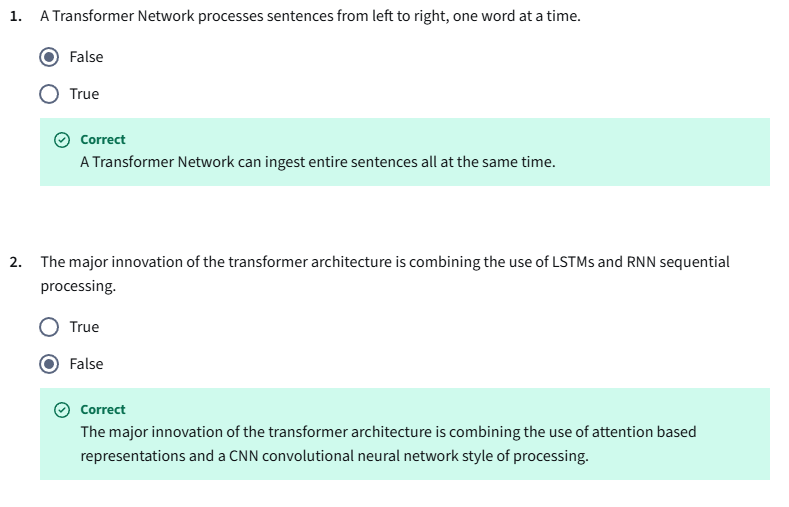 1. A Transformer Network processes sentences from left to right, one word at a time.
False
True
Correct
A Transformer Network can ingest entire sentences all at the same time.
2. The major innovation of the transformer architecture is combining the use of LSTMs and RNN sequential
processing.
True
False
Correct
The major innovation of the transformer architecture is combining the use of attention based
representations and a CNN convolutional neural network style of processing.